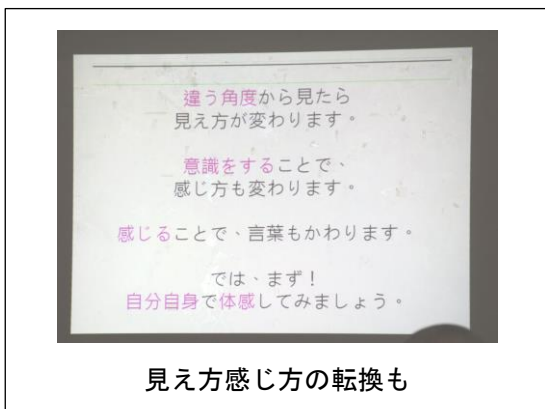 違う角度から見たら
見え方が変わります。
意識をすることで、
感じ方も変わります。
感じることで、言葉もかわります。
では、まず！
自分自身で体感してみましょう。
見え方感じ方の転換も